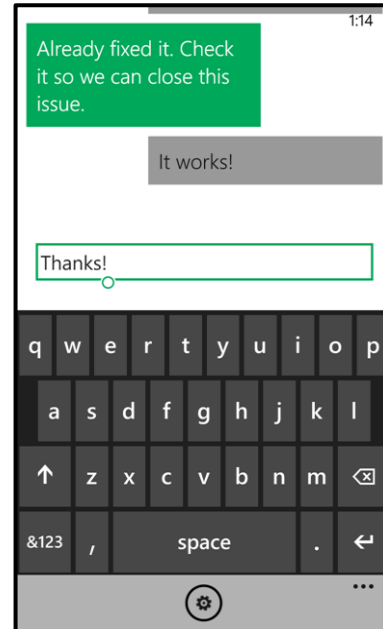 1:14
Already fixed it. Check
it so we can close this
issue.
It works!
Thanks!
q w e r t y u i o p
a s d f g h j k l
z x c v b n m
&123 , space .